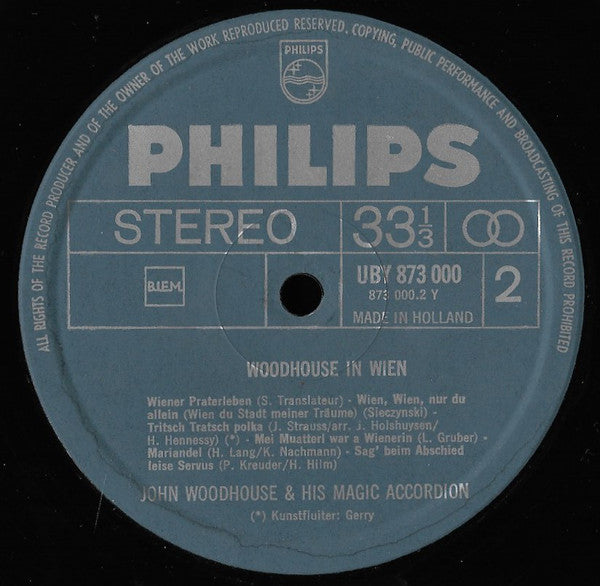 ALL RIGHTS OF THE RECORD PRODUCER AND OF THE OWNER OF THE WORK REPRODUCED RESERVED. COPYING, PUBLIC PERFORMANCE AND BROADCASTING OF THIS RECORD PROHIBITED
PHILIPS
PHILIPS
STEREO 33⅓
B.I.E.M. UBY 873 000 2
873 000.2 Y
MADE IN HOLLAND
WOODHOUSE IN WIEN
Wiener Praterleben (S. Translateur) - Wien, Wien, nur du
allein (Wien du Stadt meiner Träume) (Sieczynski) -
Tritsch Tratsch polka (J. Strauss/arr. J. Holshuysen/
H. Hennessy) (*) - Mei Muatterl war a Wienerin (L. Gruber) -
Mariandel (H. Lang/K. Nachmann) - Sag' beim Abschied
leise Servus (P. Kreuder/H. Hilm)
JOHN WOODHOUSE & HIS MAGIC ACCORDION
(*) Kunstfluiter: Gerry